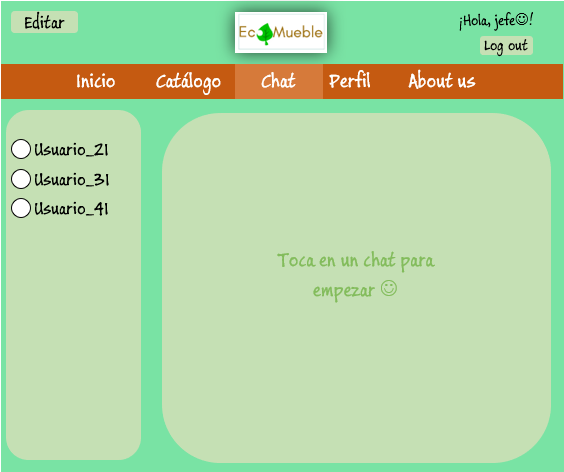 Editar
EcoMueble
¡Hola, jefe☺!
Log out
Inicio Catálogo Chat Perfil About us
Usuario_21
Usuario_31
Usuario_41
Toca en un chat para
empezar ☺